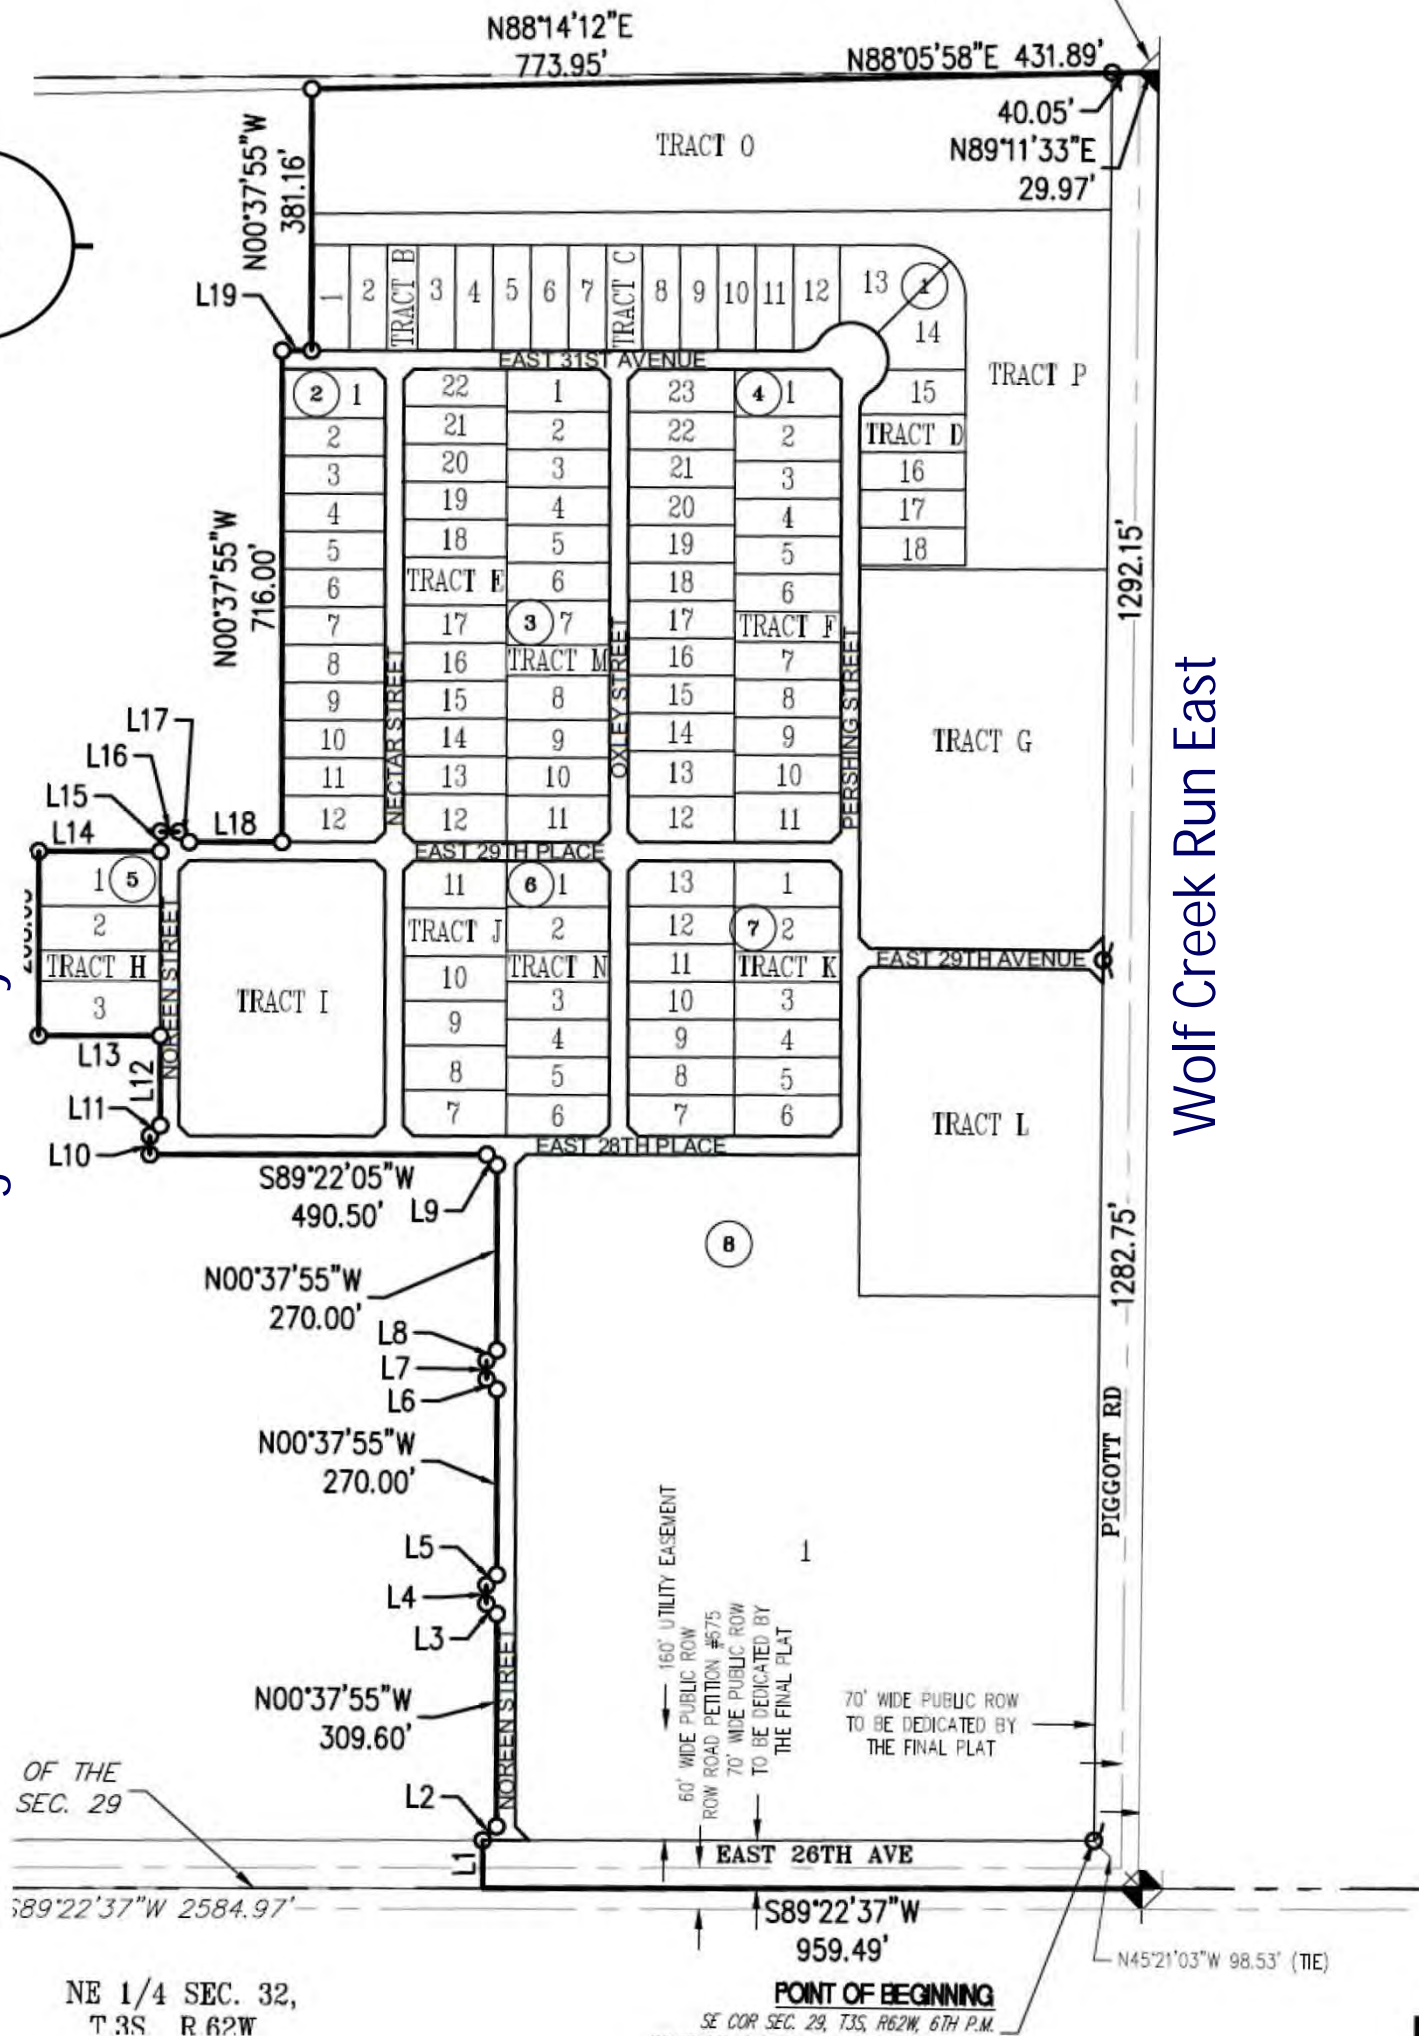 N88°14'12"E
773.95'
N88°05'58"E 431.89'
40.05'
N89°11'33"E
29.97'
TRACT O
N00°37'55"W
381.16'
L19
1
2
TRACT B
3
4
5
6
7
TRACT C
8
9
10
11
12
13
1
14
15
TRACT D
16
17
18
TRACT P
EAST 31ST AVENUE
2
1
2
3
4
5
6
7
8
9
10
11
12
N00°37'55"W
716.00'
NECTAR STREET
22
21
20
19
18
TRACT E
17
16
15
14
13
12
1
2
3
4
5
6
3
7
TRACT M
8
9
10
11
OXLEY STREET
23
22
21
20
19
18
17
16
15
14
13
12
4
1
2
3
4
5
6
TRACT F
7
8
9
10
11
PERSHING STREET
TRACT G
1292.15'
Wolf Creek Run East
L17
L16
L15
L14
L18
EAST 29TH PLACE
1
5
2
TRACT H
3
NOREEN STREET
L13
L12
L11
L10
TRACT I
11
TRACT J
10
9
8
7
6
1
2
TRACT N
3
4
5
6
13
12
11
10
9
8
7
1
7
2
TRACT K
3
4
5
6
EAST 29TH AVENUE
TRACT L
EAST 28TH PLACE
S89°22'05"W
490.50'
L9
8
N00°37'55"W
270.00'
1282.75'
L8
L7
L6
N00°37'55"W
270.00'
PIGGOTT RD
L5
L4
L3
1
160' UTILITY EASEMENT
60' WIDE PUBLIC ROW
ROW ROAD PETITION #675
70' WIDE PUBLIC ROW
TO BE DEDICATED BY
THE FINAL PLAT
NOREEN STREET
N00°37'55"W
309.60'
70' WIDE PUBLIC ROW
TO BE DEDICATED BY
THE FINAL PLAT
OF THE
SEC. 29
L2
L1
EAST 26TH AVE
S89°22'37"W 2584.97'
S89°22'37"W
959.49'
N45°21'03"W 98.53' (TIE)
POINT OF BEGINNING
SE COR SEC. 29, T3S, R62W, 6TH P.M.
NE 1/4 SEC. 32,
T.3S. R.62W